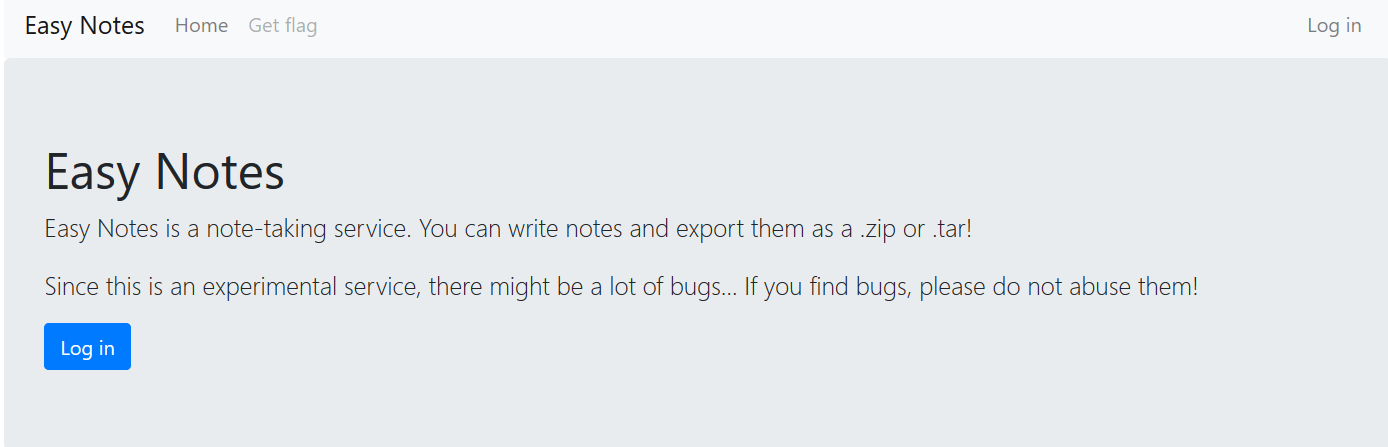 Easy Notes Home Get flag Log in
Easy Notes
Easy Notes is a note-taking service. You can write notes and export them as a .zip or .tar!
Since this is an experimental service, there might be a lot of bugs... If you find bugs, please do not abuse them!
Log in